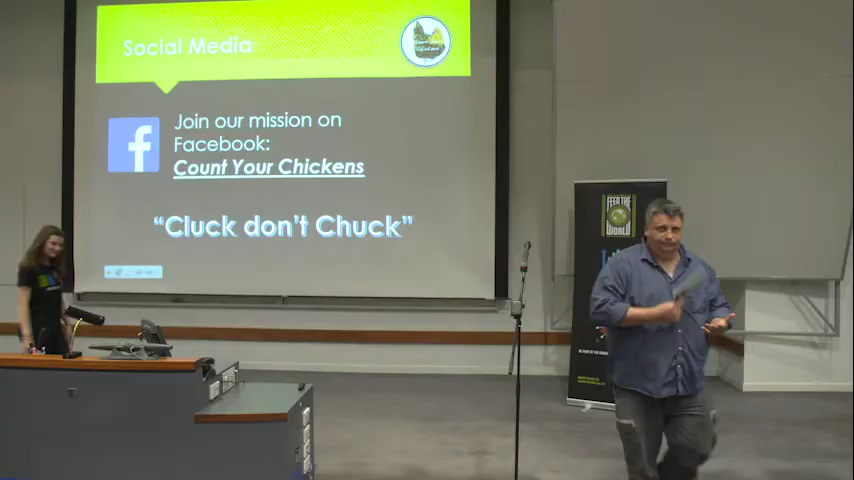 Social Media
Join our mission on
Facebook:
Count Your Chickens
"Cluck don't Chuck"
f
FEED THE
WORLD